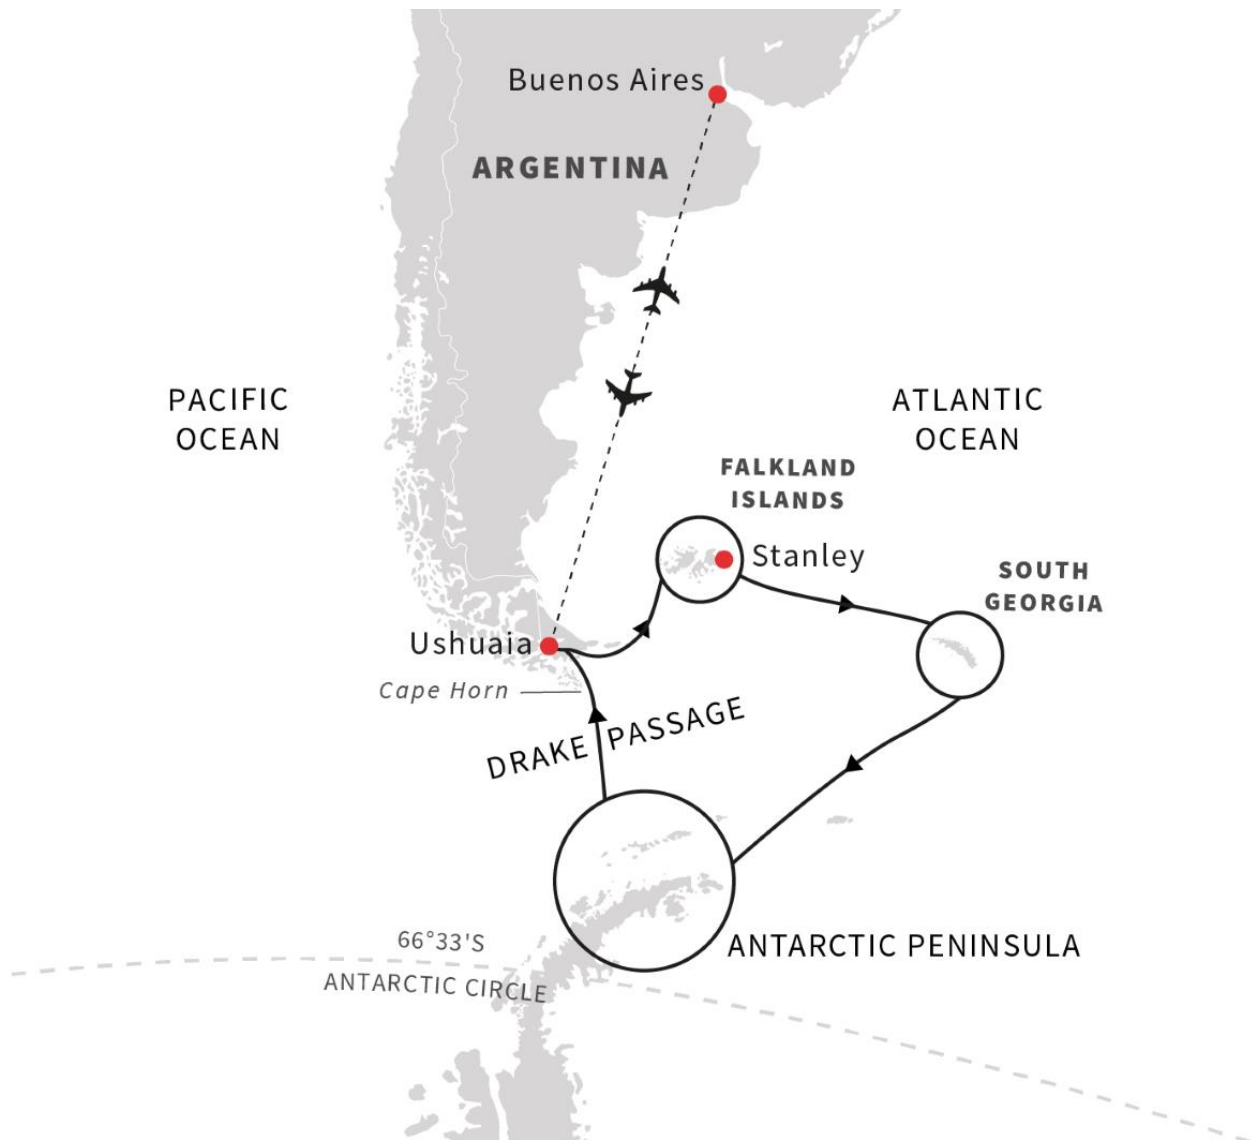 Buenos Aires
ARGENTINA
PACIFIC
OCEAN
ATLANTIC
OCEAN
FALKLAND
ISLANDS
Stanley
SOUTH
GEORGIA
Ushuaia
Cape Horn
DRAKE PASSAGE
66°33'S
ANTARCTIC CIRCLE
ANTARCTIC PENINSULA